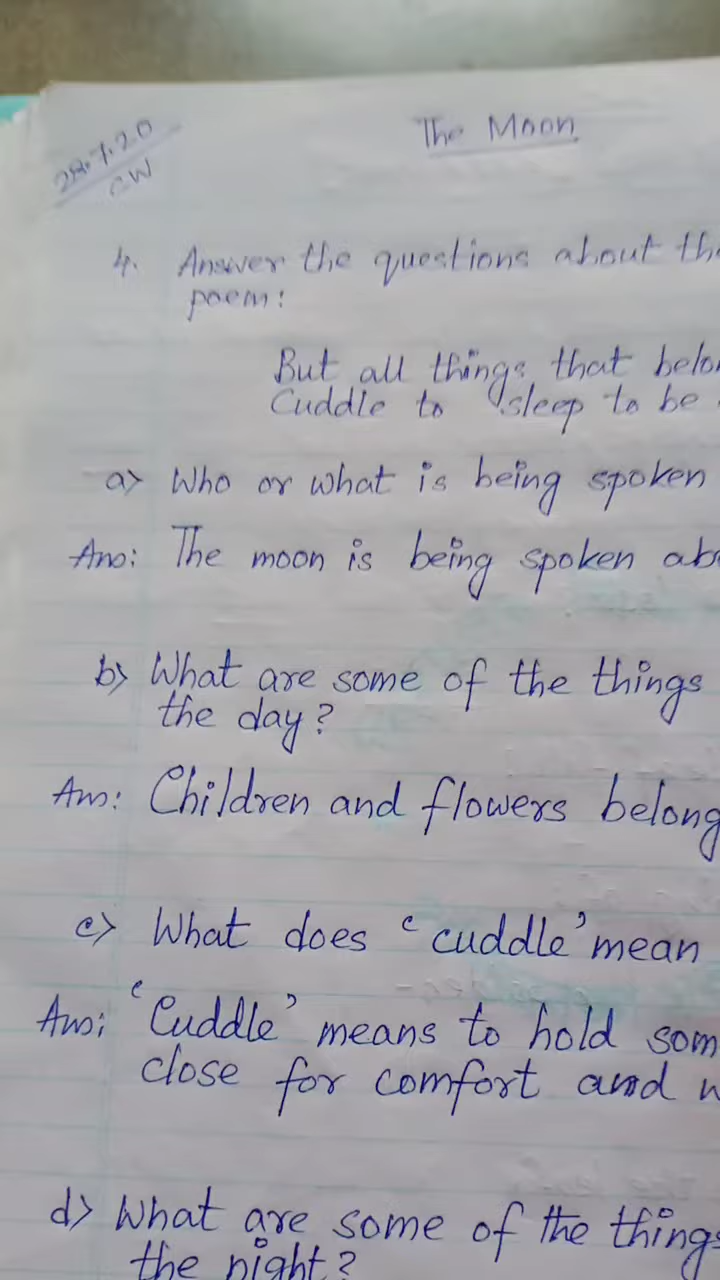 The Moon
28.7.20
CW
4. Answer the questions about the
poem:
But all things that belo
Cuddle to sleep to be
a) Who or what is being spoken
Ans: The moon is being spoken abo
b) What are some of the things
the day?
Ans: Children and flowers belong
c) What does 'cuddle' mean
Ans: 'Cuddle' means to hold som
close for comfort and w
d) What are some of the things
the night?